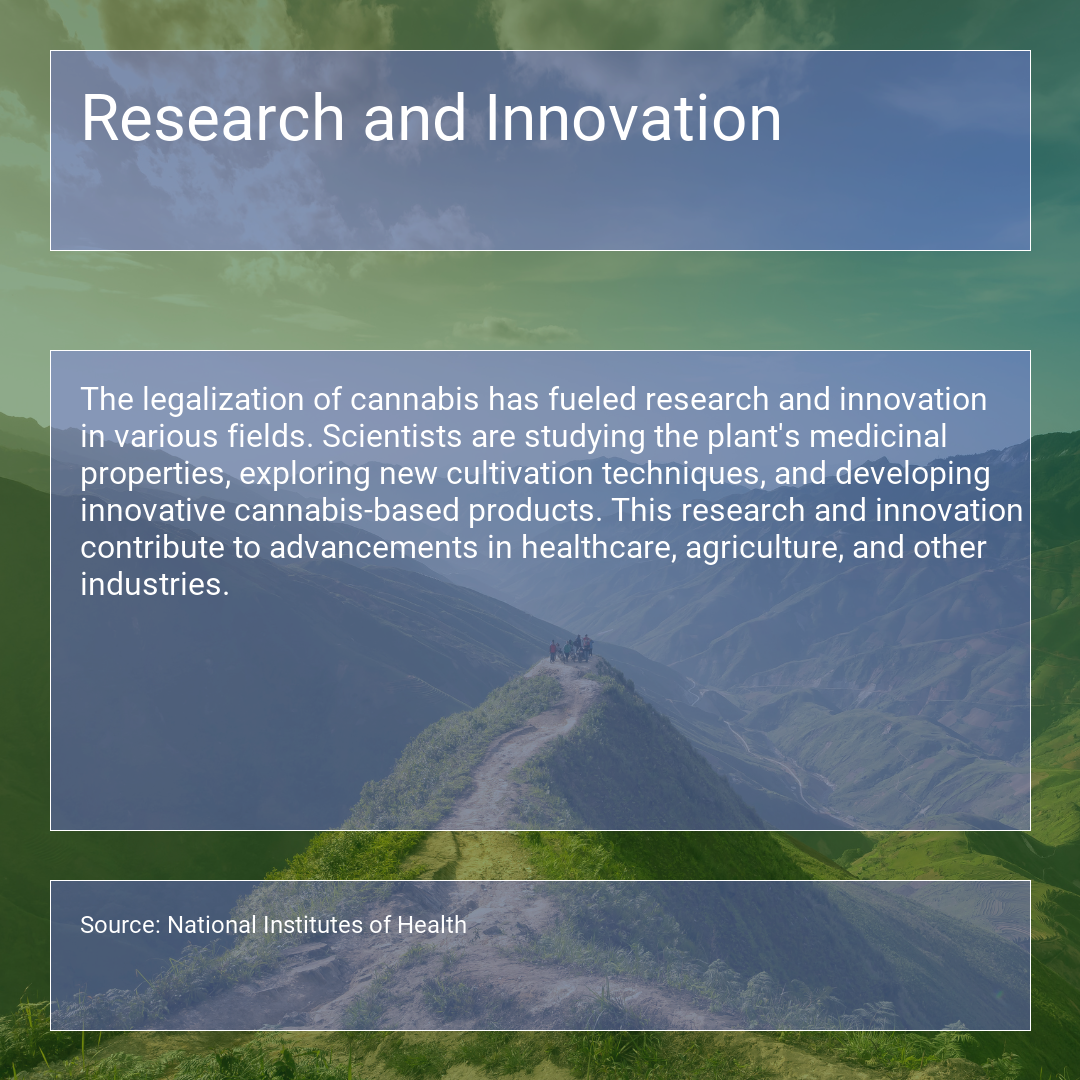 Research and Innovation
The legalization of cannabis has fueled research and innovation
in various fields. Scientists are studying the plant's medicinal
properties, exploring new cultivation techniques, and developing
innovative cannabis-based products. This research and innovation
contribute to advancements in healthcare, agriculture, and other
industries.
Source: National Institutes of Health